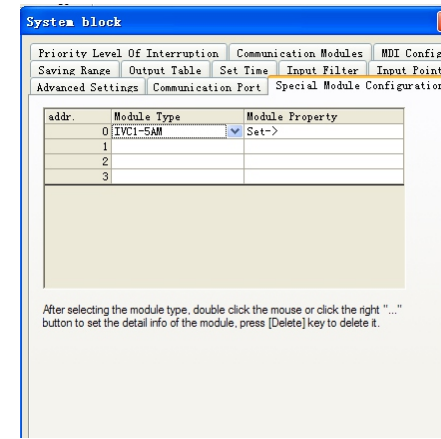 System block
Priority Level Of Interruption Communication Modules MDI Config
Saving Range Output Table Set Time Input Filter Input Point
Advanced Settings Communication Port Special Module Configuration
addr. Module Type Module Property
0 IVC1-5AM Set->
1
2
3
After selecting the module type, double click the mouse or click the right "..."
button to set the detail info of the module, press [Delete] key to delete it.